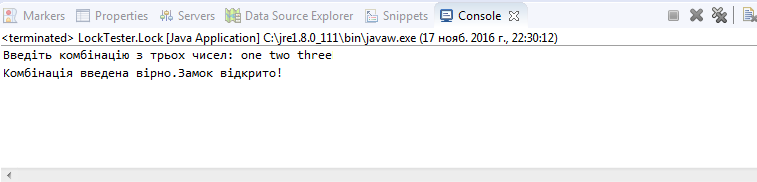 Markers Properties Servers Data Source Explorer Snippets Console
<terminated> LockTester.Lock [Java Application] C:\jre1.8.0_111\bin\javaw.exe (17 нояб. 2016 г., 22:30:12)
Введіть комбінацію з трьох чисел: one two three
Комбінація введена вірно.Замок відкрито!